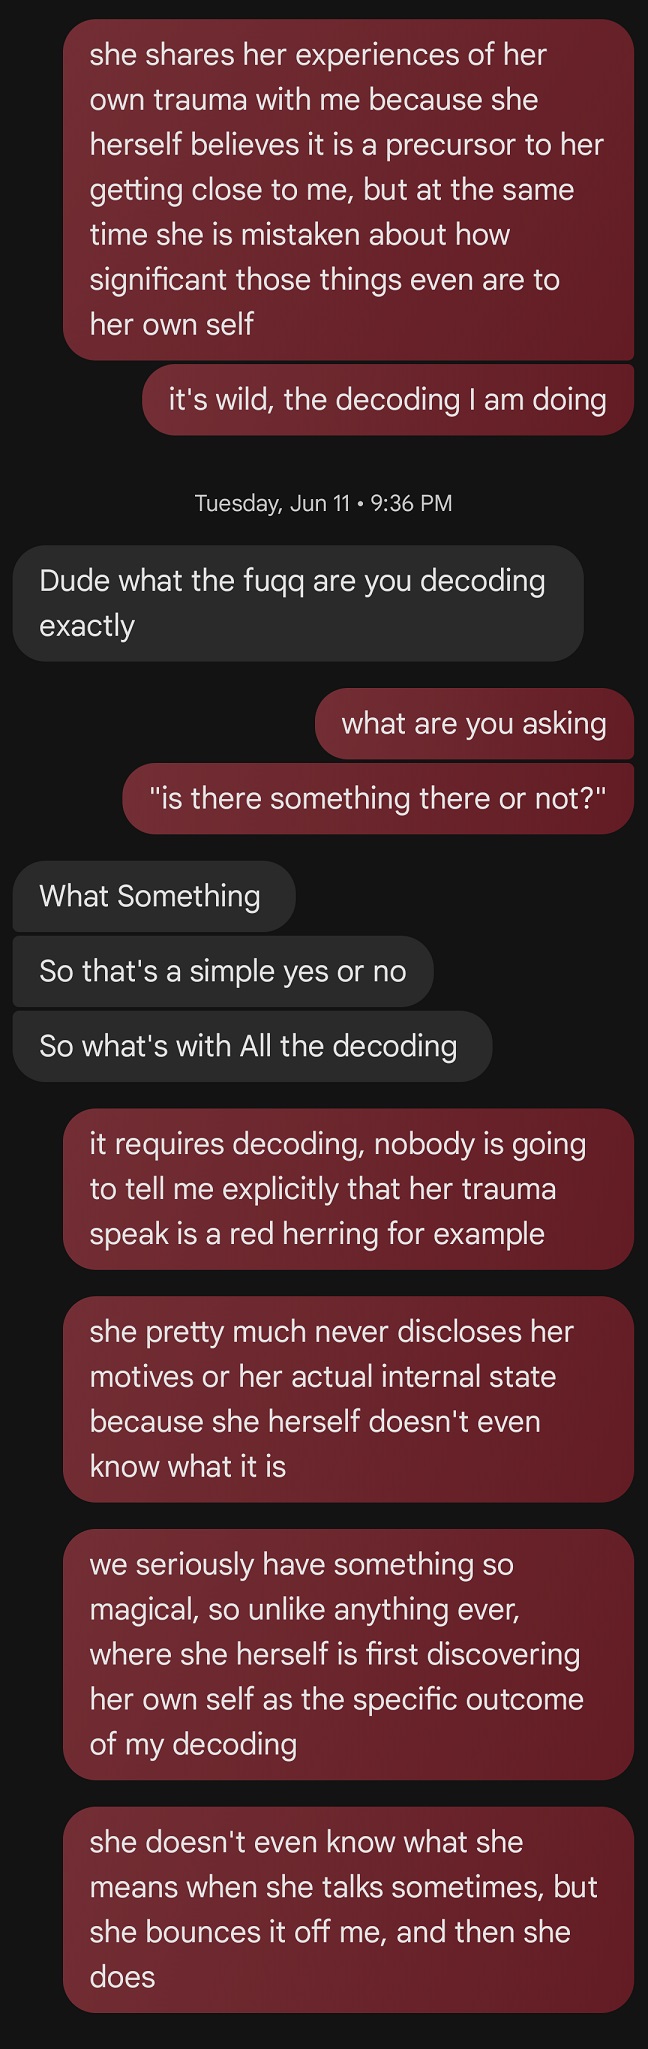 she shares her experiences of her
own trauma with me because she
herself believes it is a precursor to her
getting close to me, but at the same
time she is mistaken about how
significant those things even are to
her own self
it's wild, the decoding I am doing
Tuesday, Jun 11 • 9:36 PM
Dude what the fuqq are you decoding
exactly
what are you asking
"is there something there or not?"
What Something
So that's a simple yes or no
So what's with All the decoding
it requires decoding, nobody is going
to tell me explicitly that her trauma
speak is a red herring for example
she pretty much never discloses her
motives or her actual internal state
because she herself doesn't even
know what it is
we seriously have something so
magical, so unlike anything ever,
where she herself is first discovering
her own self as the specific outcome
of my decoding
she doesn't even know what she
means when she talks sometimes, but
she bounces it off me, and then she
does